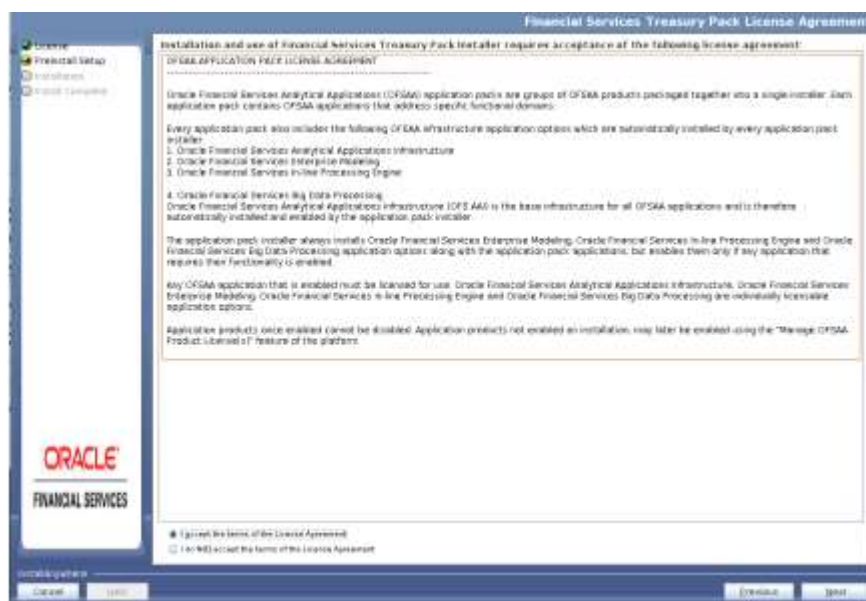 Financial Services Treasury Pack License Agreemen
License
Preinstall Setup
Installation
Install Complete
Installation and use of Financial Services Treasury Pack Installer requires acceptance of the following license agreement:
OFSAA APPLICATION PACK LICENSE AGREEMENT
Oracle Financial Services Analytical Applications (OFSAA) application packs are groups of OFSAA products packaged together into a single installer. Each
application pack contains OFSAA applications that address specific functional domains.
Every application pack also includes the following OFSAA infrastructure application options which are automatically installed by every application pack
installer
1. Oracle Financial Services Analytical Applications Infrastructure
2. Oracle Financial Services Enterprise Modeling
3. Oracle Financial Services In-line Processing Engine
4. Oracle Financial Services Big Data Processing
Oracle Financial Services Analytical Applications Infrastructure (OFS AAI) is the base infrastructure for all OFSAA applications and is therefore
automatically installed and enabled by the application pack installer.
The application pack installer always installs Oracle Financial Services Enterprise Modeling, Oracle Financial Services In-line Processing Engine and Oracle
Financial Services Big Data Processing application options along with the application pack applications, but enables them only if any application that
requires their functionality is enabled.
Any OFSAA application that is enabled must be licensed for use. Oracle Financial Services Analytical Applications Infrastructure, Oracle Financial Services
Enterprise Modeling, Oracle Financial Services In-line Processing Engine and Oracle Financial Services Big Data Processing are individually licensable
application options.
Application products once enabled cannot be disabled. Application products not enabled on installation, may later be enabled using the "Manage OFSAA
Product License(s)" feature of the platform.
ORACLE
FINANCIAL SERVICES
I accept the terms of the License Agreement
I do NOT accept the terms of the License Agreement
InstallAnywhere
Cancel
Help
Previous
Next